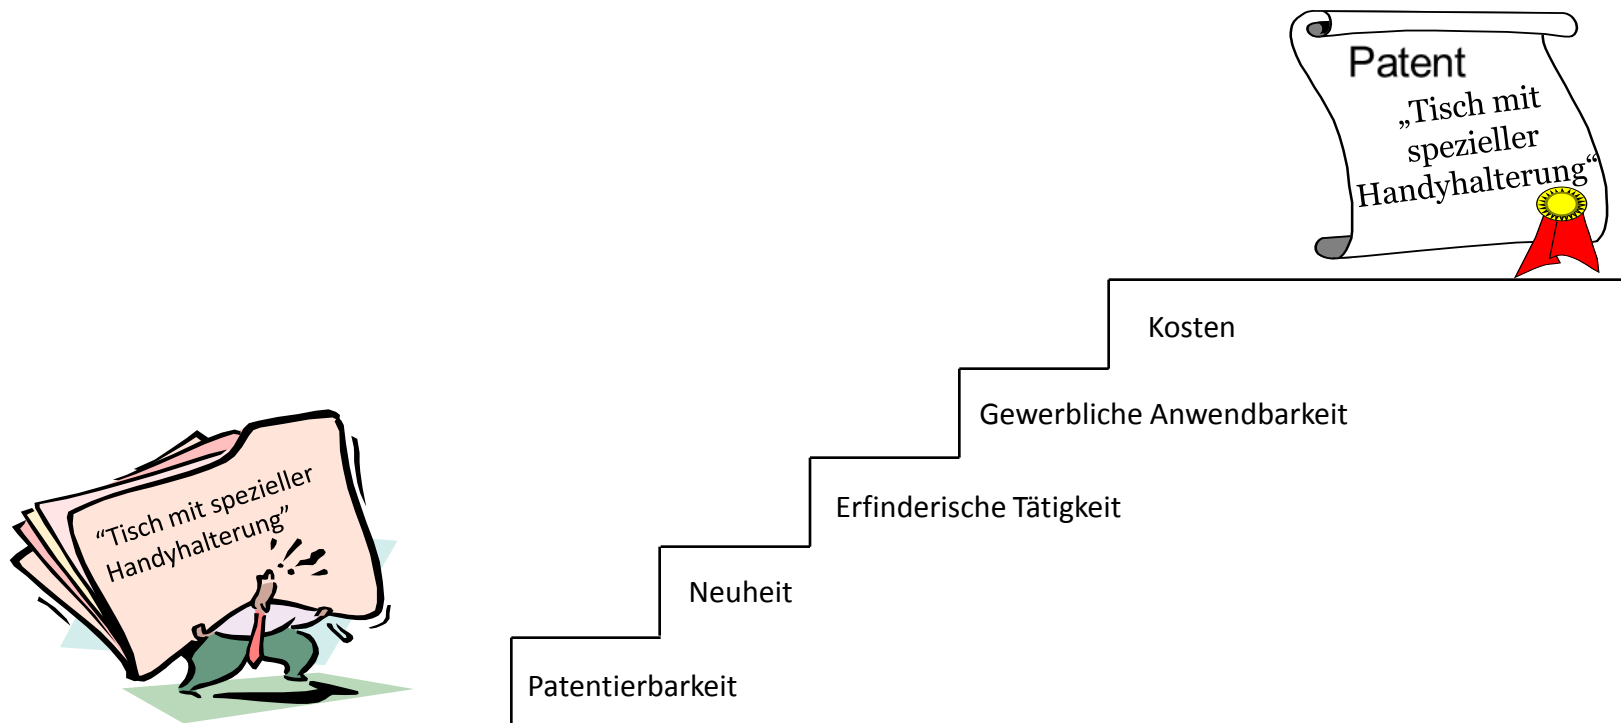 Patent
„Tisch mit
spezieller
Handyhalterung“
Kosten
Gewerbliche Anwendbarkeit
“Tisch mit spezieller
Handyhalterung”
Erfinderische Tätigkeit
Neuheit
Patentierbarkeit